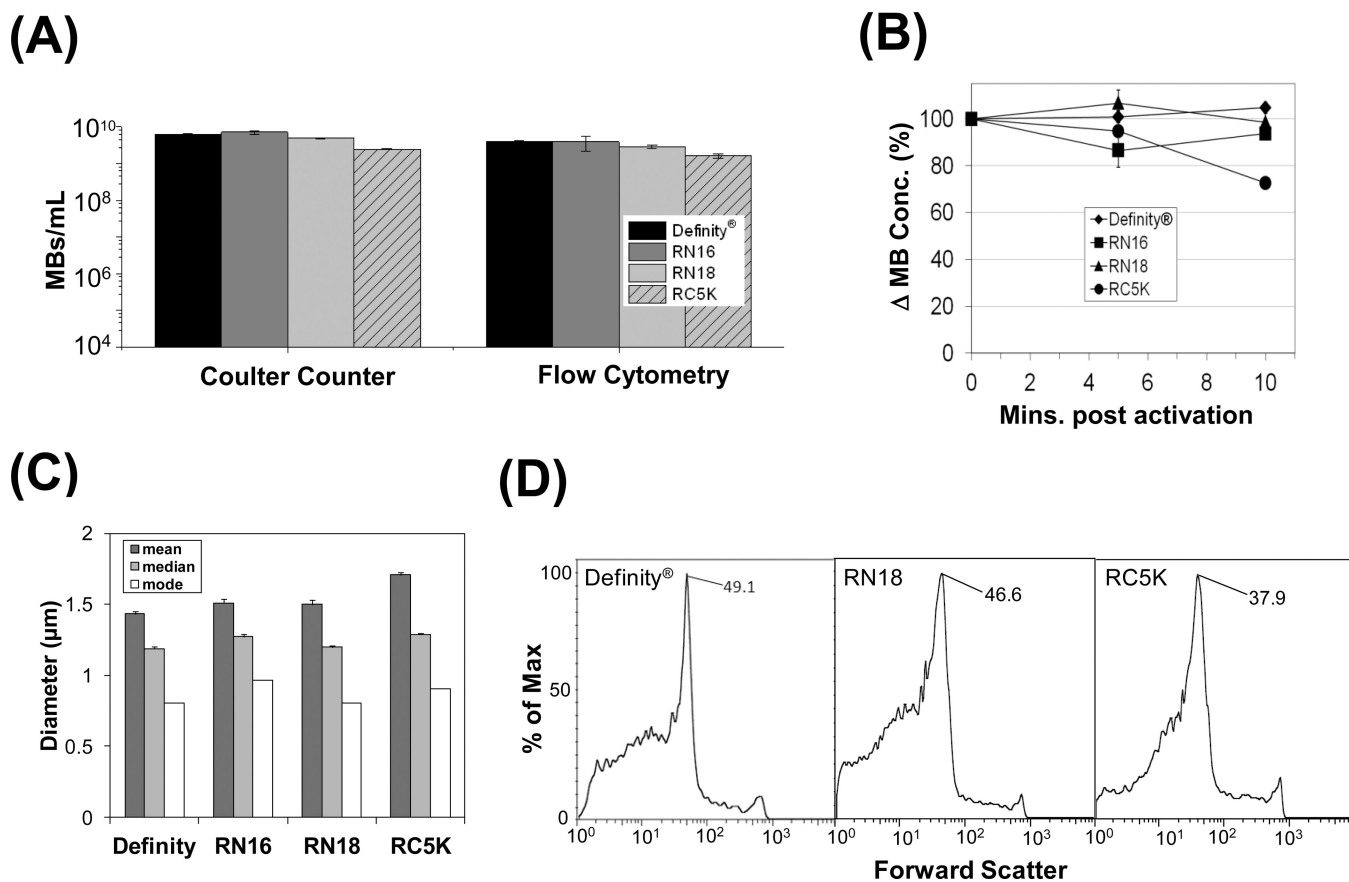 (A)
10¹⁰
10⁸
10⁶
10⁴
MBs/mL
Definity®
RN16
RN18
RC5K
Coulter Counter
Flow Cytometry
(B)
100
80
60
40
20
0
Δ MB Conc. (%)
Definity®
RN16
RN18
RC5K
0 2 4 6 8 10
Mins. post activation
(C)
2
1.5
1
0.5
0
Diameter (μm)
mean
median
mode
Definity RN16 RN18 RC5K
(D)
100
50
0
% of Max
Definity®
49.1
RN18
46.6
RC5K
37.9
10⁰ 10¹ 10² 10³
10⁰ 10¹ 10² 10³
10⁰ 10¹ 10² 10³
Forward Scatter